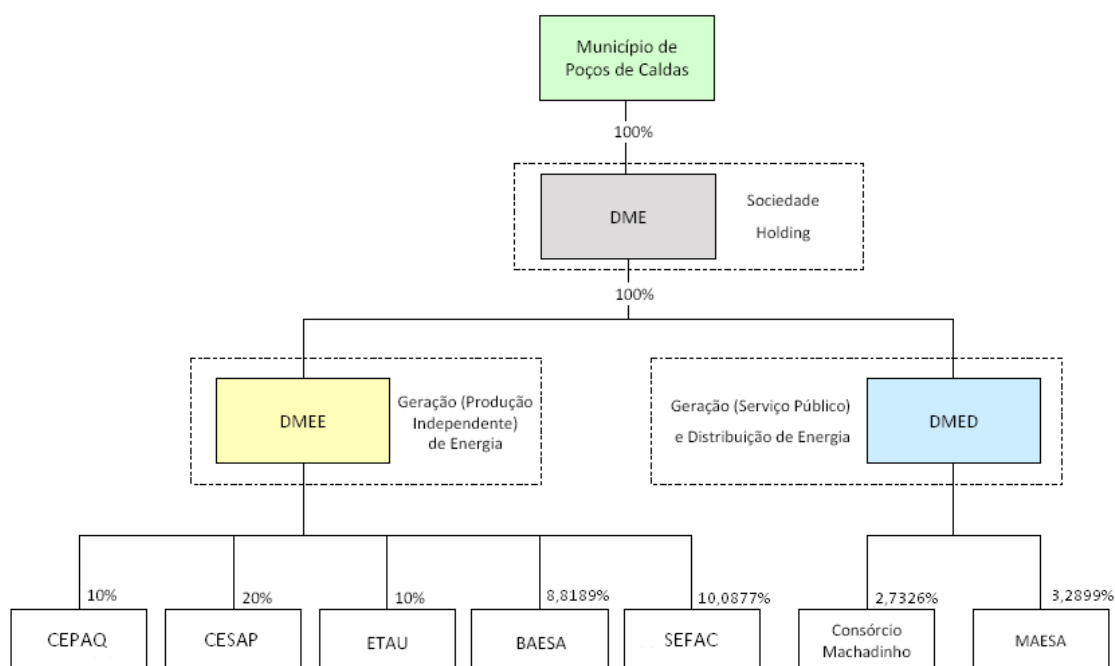 Município de
Poços de Caldas
100%
DME
Sociedade
Holding
100%
DMEE
Geração (Produção
Independente)
de Energia
Geração (Serviço Público)
e Distribuição de Energia
DMED
10%
20%
10%
8,8189%
10,0877%
2,7326%
3,2899%
CEPAQ
CESAP
ETAU
BAESA
SEFAC
Consórcio
Machadinho
MAESA